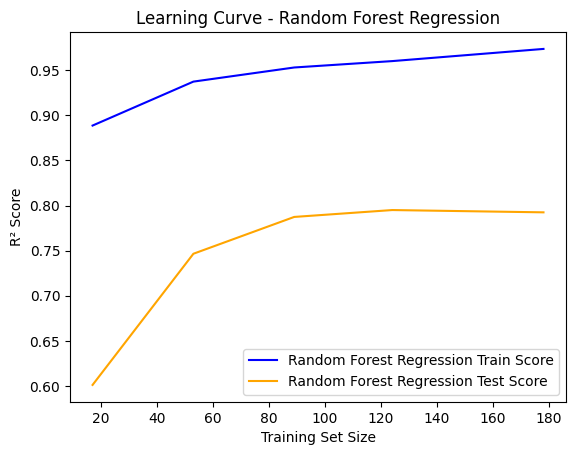 Learning Curve - Random Forest Regression
R² Score
0.95
0.90
0.85
0.80
0.75
0.70
0.65
0.60
Random Forest Regression Train Score
Random Forest Regression Test Score
20 40 60 80 100 120 140 160 180
Training Set Size